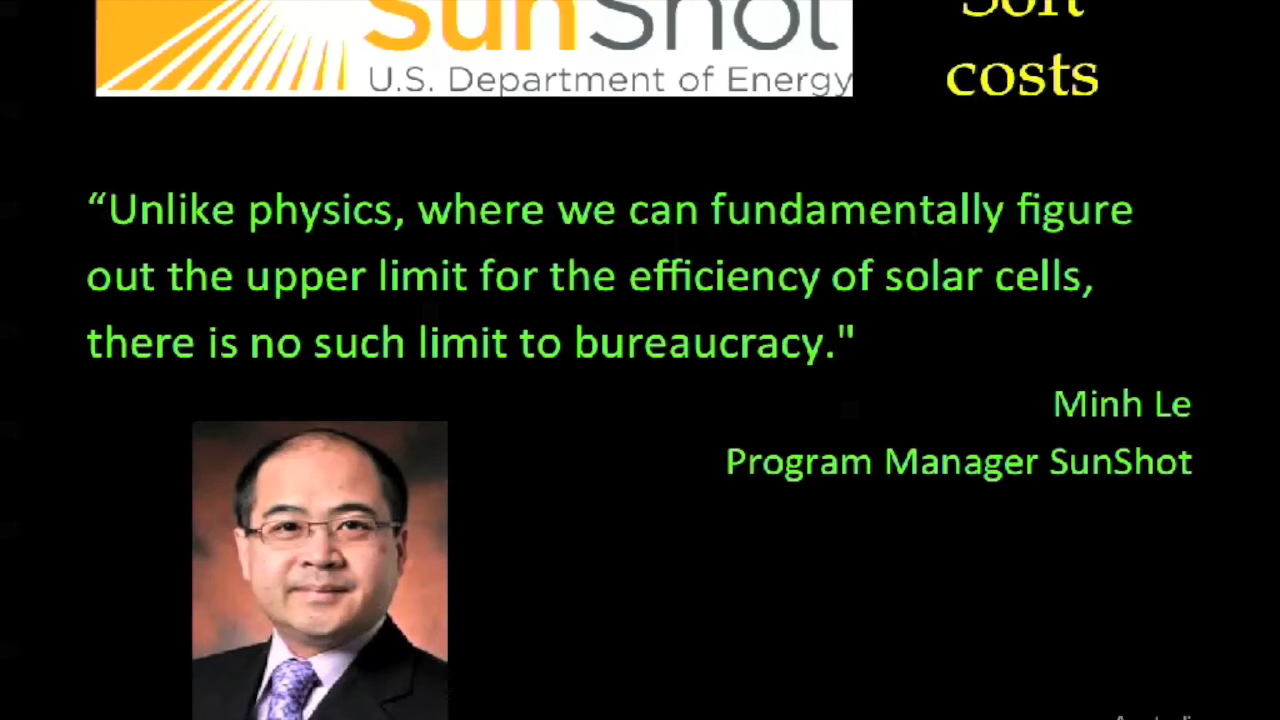 SunShot
U.S. Department of Energy
Soft
costs
“Unlike physics, where we can fundamentally figure
out the upper limit for the efficiency of solar cells,
there is no such limit to bureaucracy."
Minh Le
Program Manager SunShot